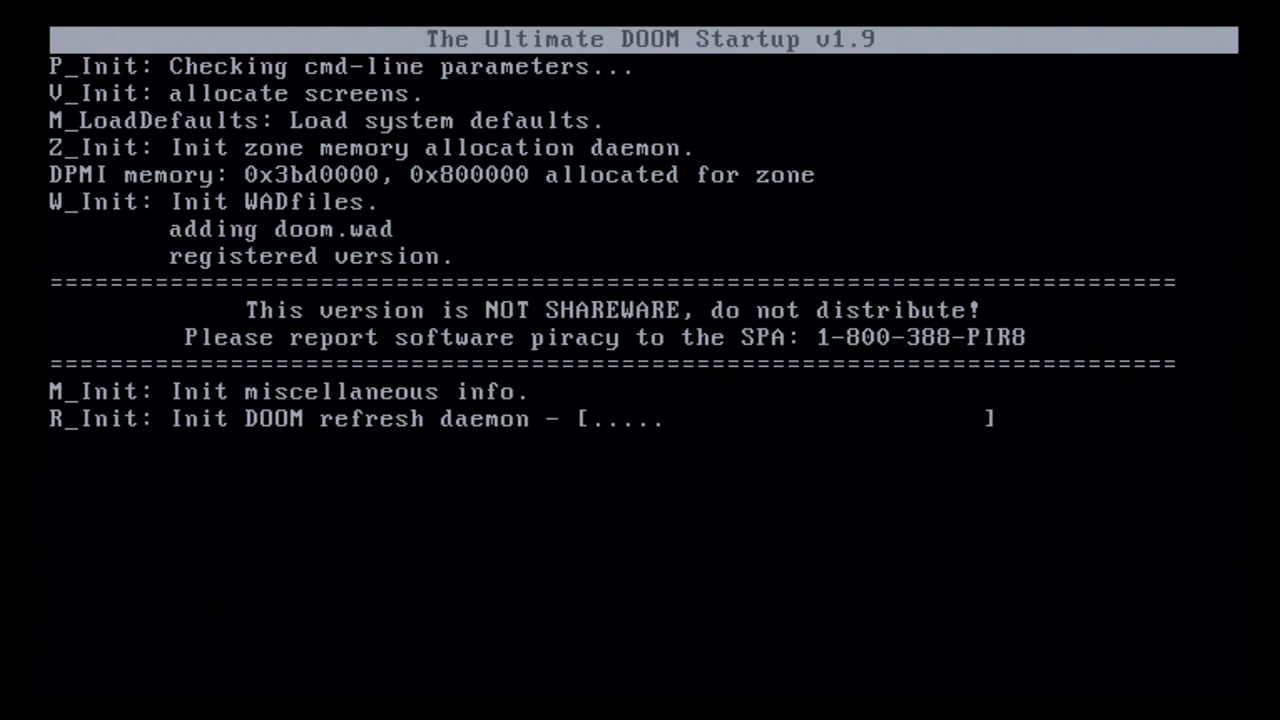 The Ultimate DOOM Startup v1.9
P_Init: Checking cmd-line parameters...
V_Init: allocate screens.
M_LoadDefaults: Load system defaults.
Z_Init: Init zone memory allocation daemon.
DPMI memory: 0x3bd0000, 0x800000 allocated for zone
W_Init: Init WADfiles.
adding doom.wad
registered version.
===========================================================================
This version is NOT SHAREWARE, do not distribute!
Please report software piracy to the SPA: 1-800-388-PIR8
===========================================================================
M_Init: Init miscellaneous info.
R_Init: Init DOOM refresh daemon - [.....                     ]